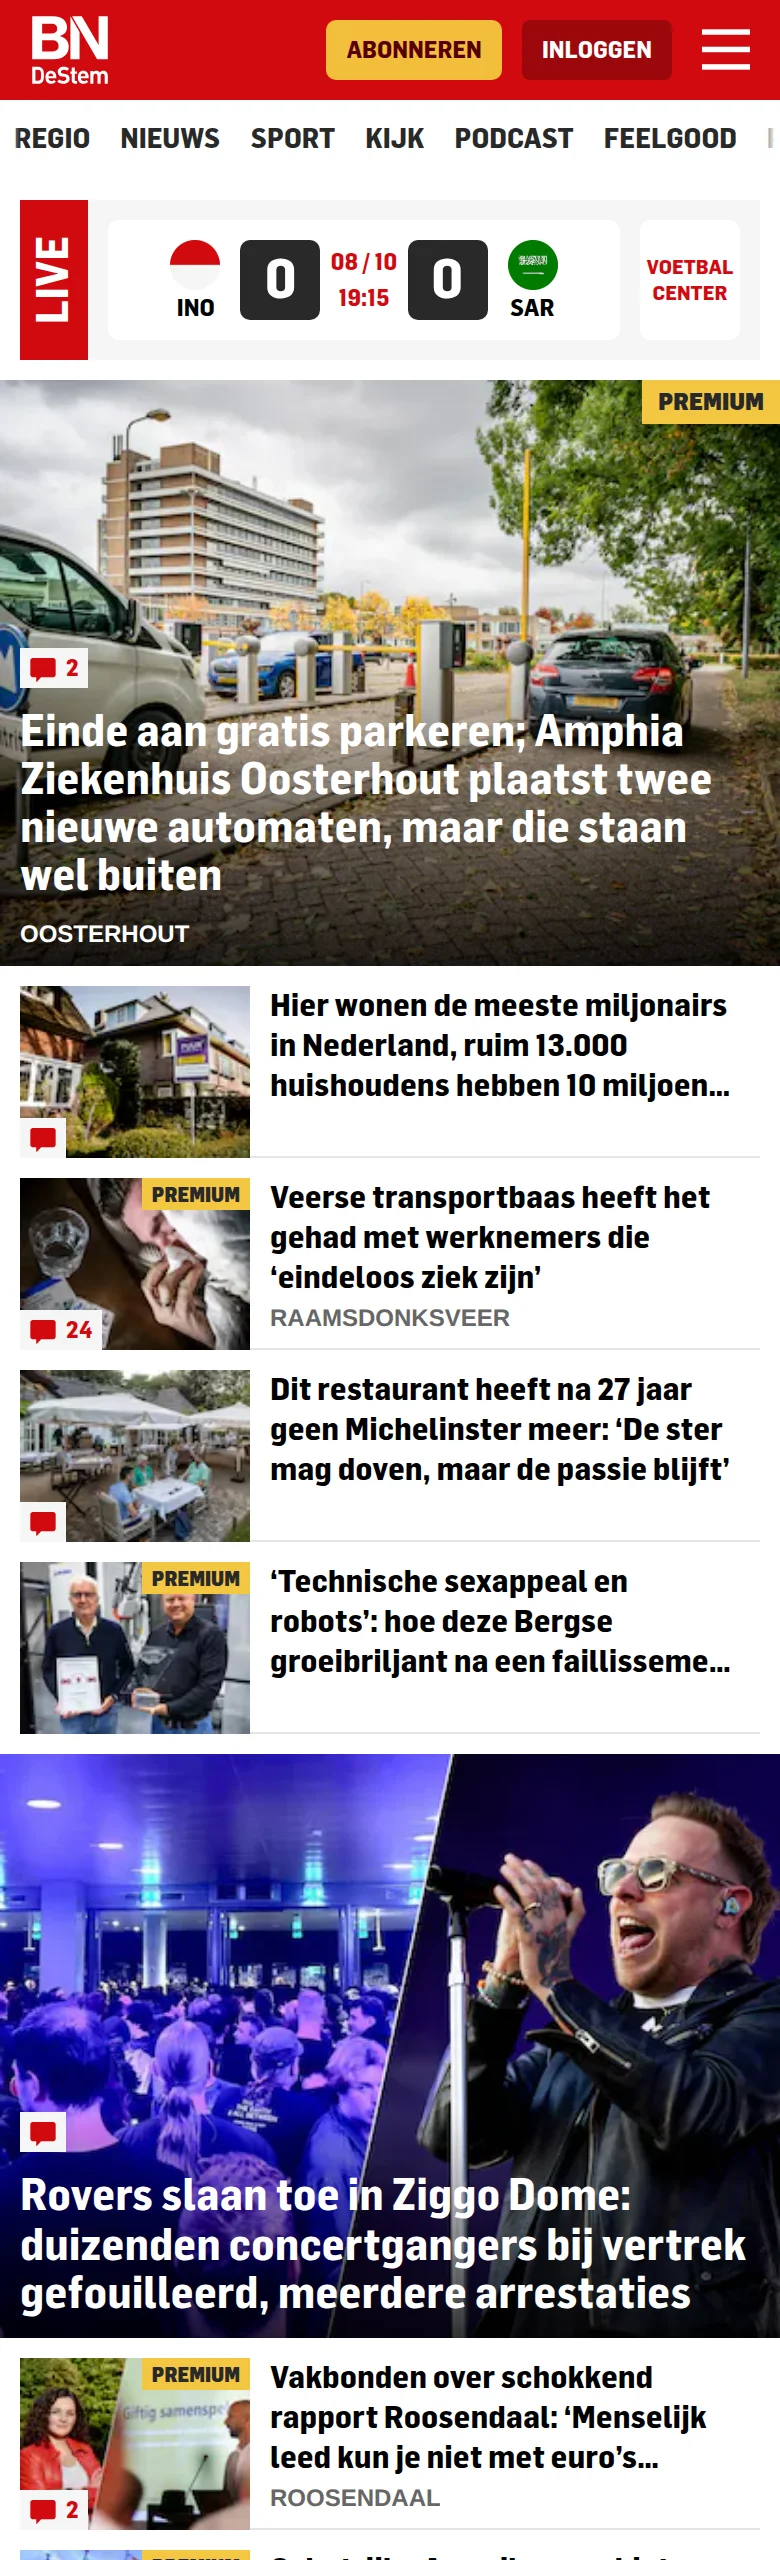 BN
DeStem
ABONNEREN
INLOGGEN
REGIO NIEUWS SPORT KIJK PODCAST FEELGOOD
LIVE
INO
0
08 / 10
19:15
0
SAR
VOETBAL
CENTER
PREMIUM
2
Einde aan gratis parkeren; Amphia
Ziekenhuis Oosterhout plaatst twee
nieuwe automaten, maar die staan
wel buiten
OOSTERHOUT
Hier wonen de meeste miljonairs
in Nederland, ruim 13.000
huishoudens hebben 10 miljoen...
PREMIUM
24
Veerse transportbaas heeft het
gehad met werknemers die
‘eindeloos ziek zijn’
RAAMSDONKSVEER
Dit restaurant heeft na 27 jaar
geen Michelinster meer: ‘De ster
mag doven, maar de passie blijft’
PREMIUM
‘Technische sexappeal en
robots’: hoe deze Bergse
groeibriljant na een faillisseme...
Rovers slaan toe in Ziggo Dome:
duizenden concertgangers bij vertrek
gefouilleerd, meerdere arrestaties
PREMIUM
Giftig samenspel
2
Vakbonden over schokkend
rapport Roosendaal: ‘Menselijk
leed kun je niet met euro’s...
ROOSENDAAL